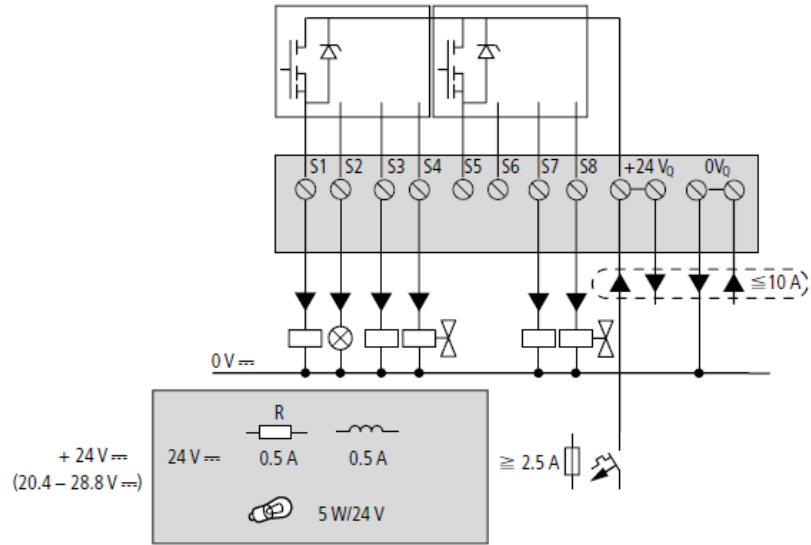 S1 S2 S3 S4 S5 S6 S7 S8 +24 VQ 0VQ
≦10 A
0 V ⎓
R
+ 24 V ⎓ 24 V ⎓ 0.5 A 0.5 A ≧ 2.5 A
(20.4 – 28.8 V ⎓)
5 W/24 V